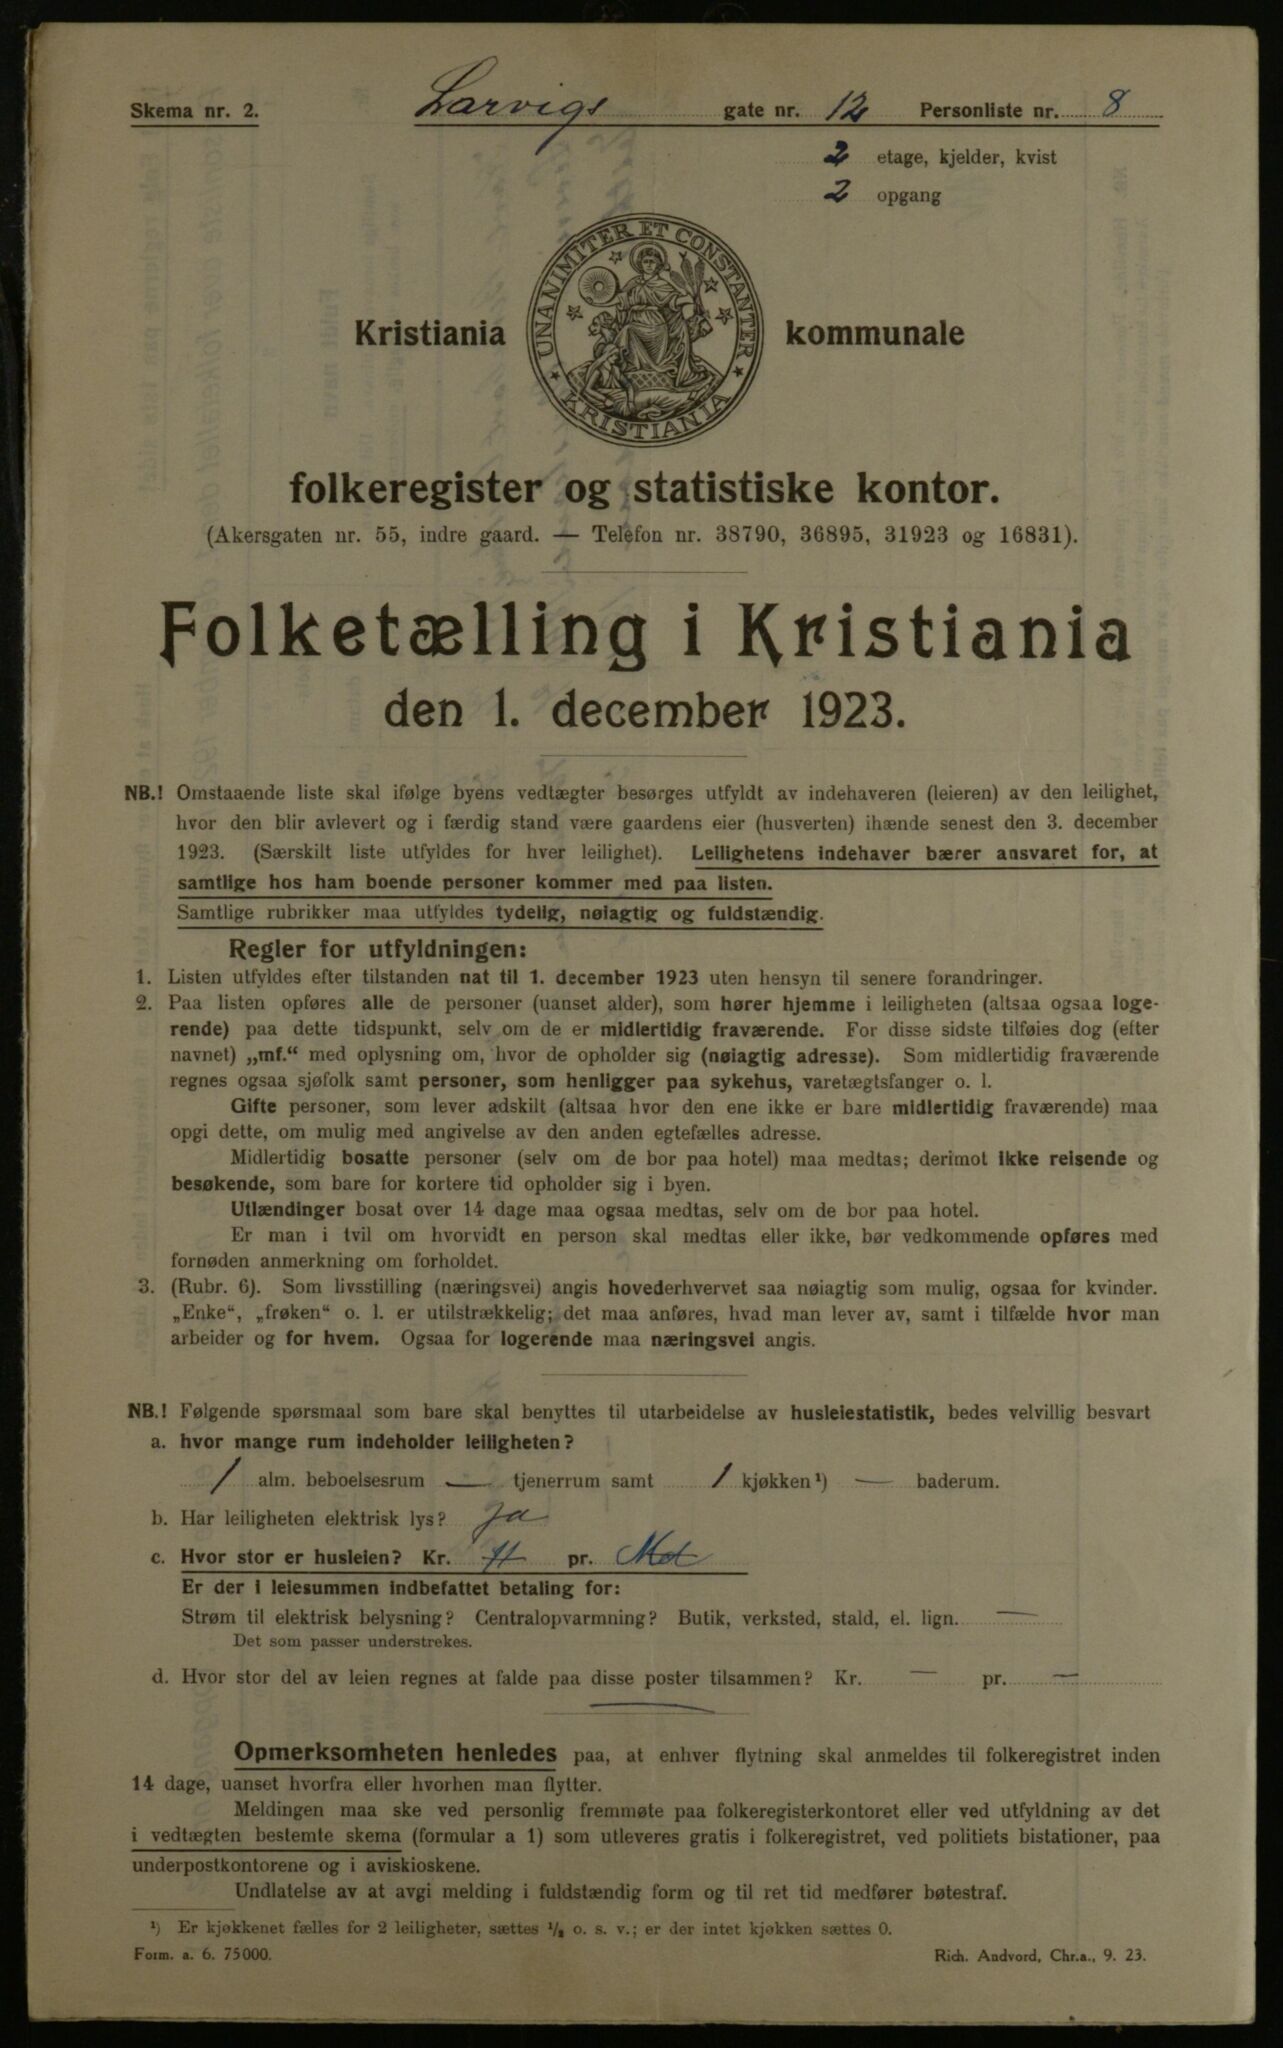 Skema nr. 2. Larvigs gate nr. 12 Personliste nr. 8
2 etage, kjelder, kvist
2 opgang
UNANIMITER ET CONSTANTER
KRISTIANIA
Kristiania kommunale
folkeregister og statistiske kontor.
(Akersgaten nr. 55, indre gaard. — Telefon nr. 38790, 36895, 31923 og 16831).
Folketælling i Kristiania
den 1. december 1923.
NB.! Omstaaende liste skal ifølge byens vedtægter besørges utfyldt av indehaveren (leieren) av den leilighet,
hvor den blir avlevert og i færdig stand være gaardens eier (husverten) ihænde senest den 3. december
1923. (Særskilt liste utfyldes for hver leilighet). Leilighetens indehaver bærer ansvaret for, at
samtlige hos ham boende personer kommer med paa listen.
Samtlige rubrikker maa utfyldes tydelig, nøiagtig og fuldstændig.
Regler for utfyldningen:
1. Listen utfyldes efter tilstanden nat til 1. december 1923 uten hensyn til senere forandringer.
2. Paa listen opføres alle de personer (uanset alder), som hører hjemme i leiligheten (altsaa ogsaa loge-
rende) paa dette tidspunkt, selv om de er midlertidig fraværende. For disse sidste tilføies dog (efter
navnet) „mf.“ med oplysning om, hvor de opholder sig (nøiagtig adresse). Som midlertidig fraværende
regnes ogsaa sjøfolk samt personer, som henligger paa sykehus, varetægtsfanger o. l.
Gifte personer, som lever adskilt (altsaa hvor den ene ikke er bare midlertidig fraværende) maa
opgi dette, om mulig med angivelse av den anden egtefælles adresse.
Midlertidig bosatte personer (selv om de bor paa hotel) maa medtas; derimot ikke reisende og
besøkende, som bare for kortere tid opholder sig i byen.
Utlændinger bosat over 14 dage maa ogsaa medtas, selv om de bor paa hotel.
Er man i tvil om hvorvidt en person skal medtas eller ikke, bør vedkommende opføres med
fornøden anmerkning om forholdet.
3. (Rubr. 6). Som livsstilling (næringsvei) angis hovederhvervet saa nøiagtig som mulig, ogsaa for kvinder.
„Enke“, „frøken“ o. l. er utilstrækkelig; det maa anføres, hvad man lever av, samt i tilfælde hvor man
arbeider og for hvem. Ogsaa for logerende maa næringsvei angis.
NB.! Følgende spørsmaal som bare skal benyttes til utarbeidelse av husleiestatistik, bedes velvillig besvart
a. hvor mange rum indeholder leiligheten?
1 alm. beboelsesrum — tjenerrum samt 1 kjøkken¹) — baderum.
b. Har leiligheten elektrisk lys? Ja
c. Hvor stor er husleien? Kr. 11 pr. Md
Er der i leiesummen indbefattet betaling for:
Strøm til elektrisk belysning? Centralopvarmning? Butik, verksted, stald, el. lign. —
Det som passer understrekes.
d. Hvor stor del av leien regnes at falde paa disse poster tilsammen? Kr. — pr. —
Opmerksomheten henledes paa, at enhver flytning skal anmeldes til folkeregistret inden
14 dage, uanset hvorfra eller hvorhen man flytter.
Meldingen maa ske ved personlig fremmøte paa folkeregisterkontoret eller ved utfyldning av det
i vedtægten bestemte skema (formular a 1) som utleveres gratis i folkeregistret, ved politiets bistationer, paa
underpostkontorene og i aviskioskene.
Undlatelse av at avgi melding i fuldstændig form og til ret tid medfører bøtestraf.
¹) Er kjøkkenet fælles for 2 leiligheter, sættes ½ o. s. v.; er der intet kjøkken sættes 0.
Form. a. 6. 75000. Rich. Andvord, Chr.a., 9. 23.